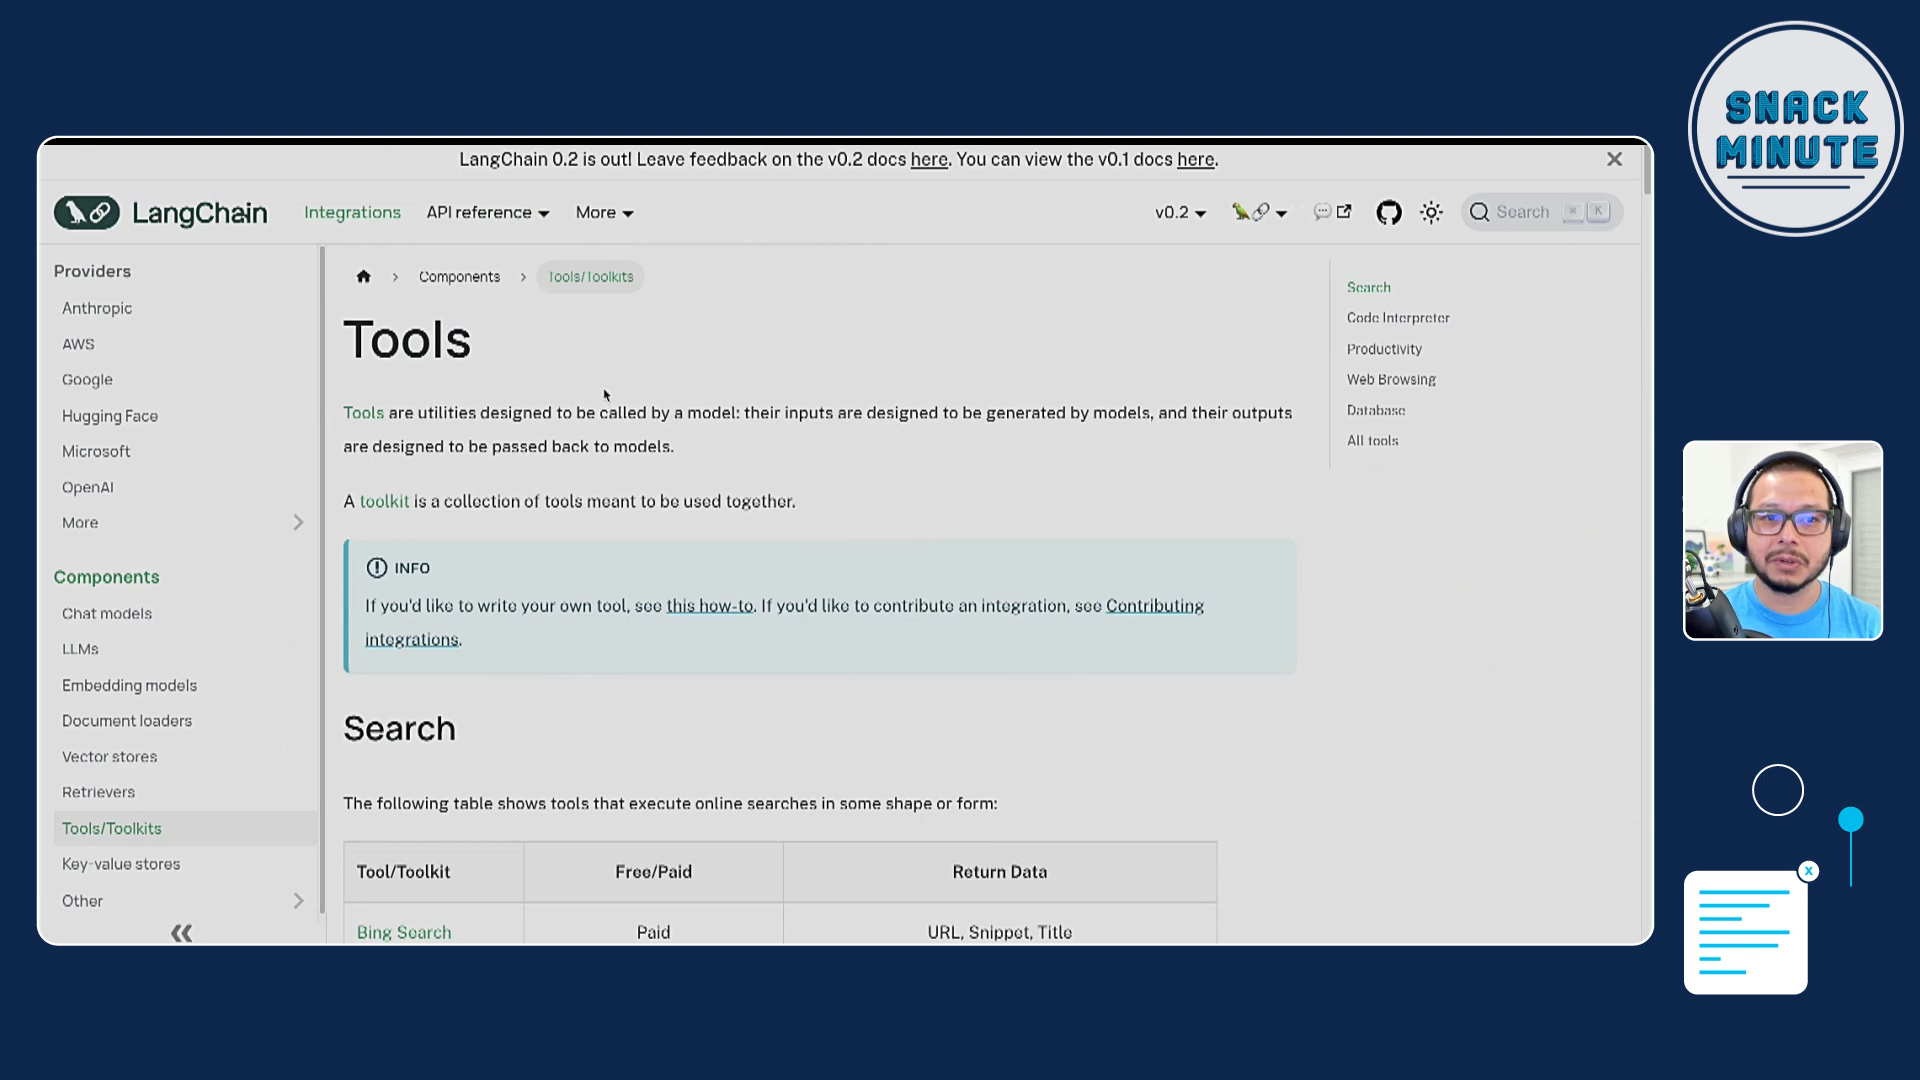 SNACK
MINUTE
LangChain 0.2 is out! Leave feedback on the v0.2 docs here. You can view the v0.1 docs here.
LangChain
Integrations
API reference
More
v0.2
Search
K
Providers
Anthropic
AWS
Google
Hugging Face
Microsoft
OpenAI
More
Components
Chat models
LLMs
Embedding models
Document loaders
Vector stores
Retrievers
Tools/Toolkits
Key-value stores
Other
Components
Tools/Toolkits
Tools
Tools are utilities designed to be called by a model: their inputs are designed to be generated by models, and their outputs
are designed to be passed back to models.
A toolkit is a collection of tools meant to be used together.
INFO
If you'd like to write your own tool, see this how-to. If you'd like to contribute an integration, see Contributing
integrations.
Search
The following table shows tools that execute online searches in some shape or form:
Tool/Toolkit Free/Paid Return Data
Bing Search Paid URL, Snippet, Title
Search
Code Interpreter
Productivity
Web Browsing
Database
All tools
X